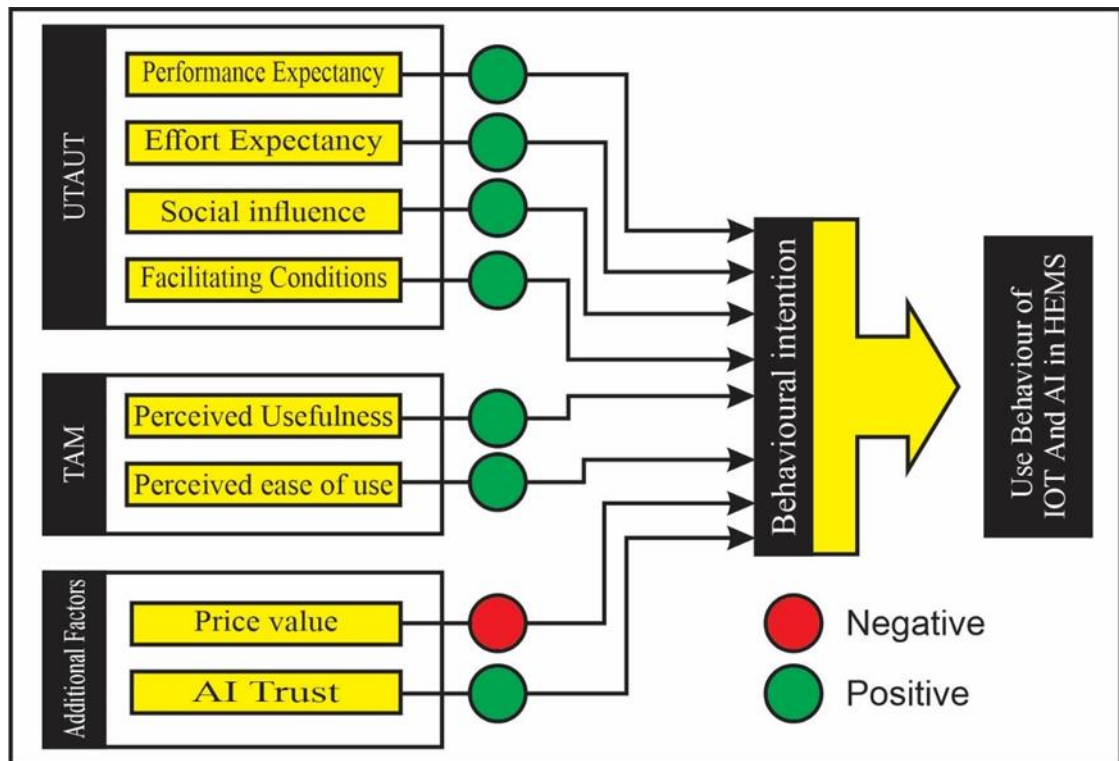 UTAUT
Performance Expectancy
Effort Expectancy
Social influence
Facilitating Conditions
TAM
Perceived Usefulness
Perceived ease of use
Additional Factors
Price value
AI Trust
Behavioural intention
Use Behaviour of
IOT And AI in HEMS
Negative
Positive